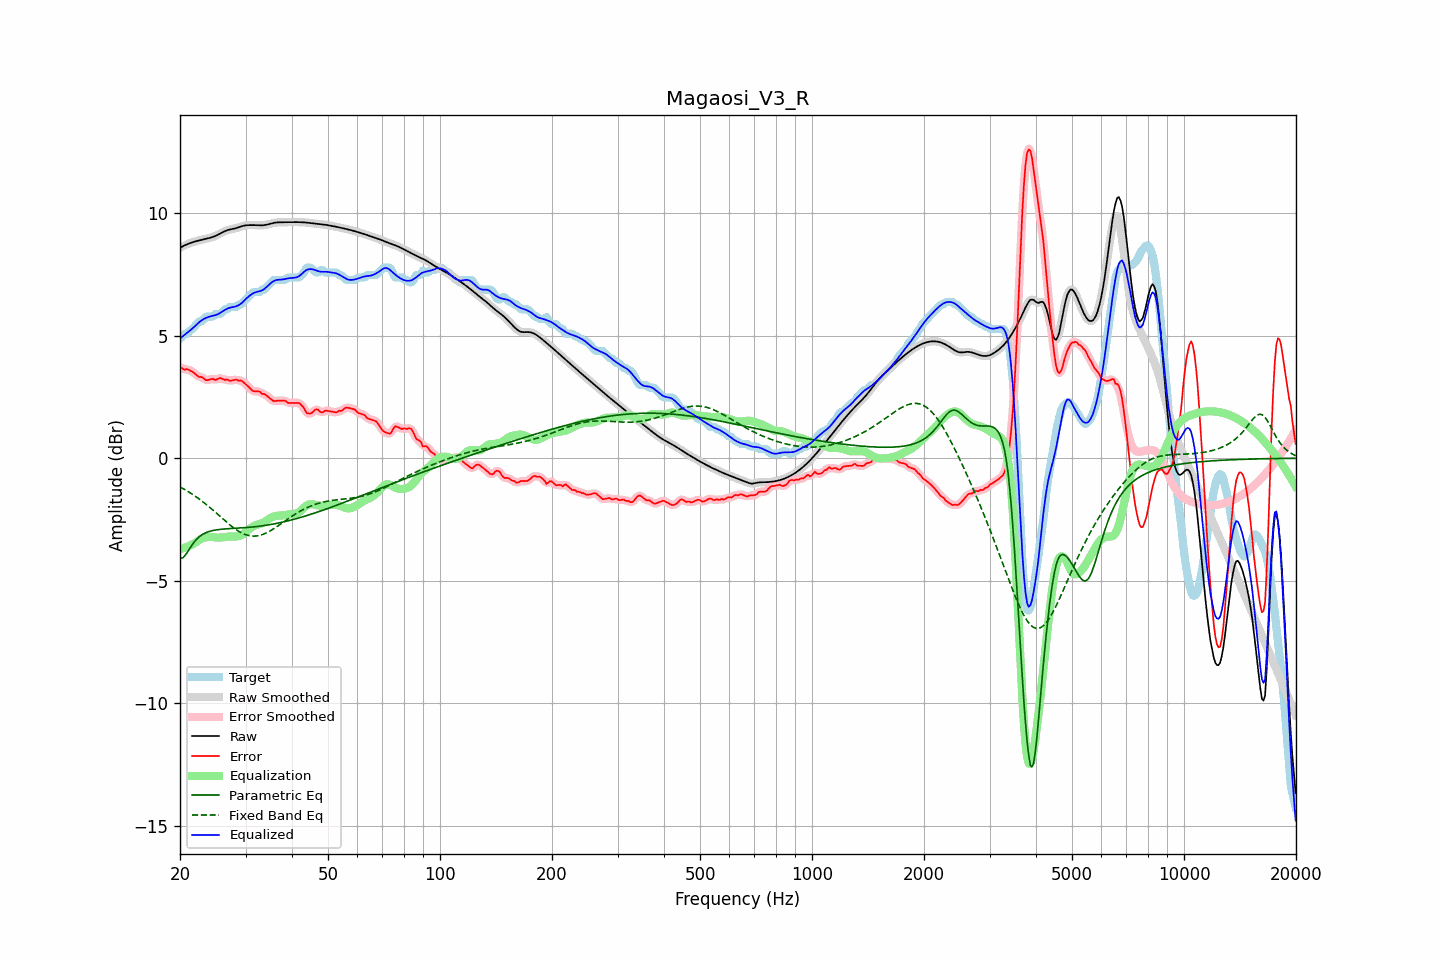 Magaosi_V3_R
Amplitude (dBr)
10
5
0
−5
−10
−15
Target
Raw Smoothed
Error Smoothed
Raw
Error
Equalization
Parametric Eq
Fixed Band Eq
Equalized
20 50 100 200 500 1000 2000 5000 10000 20000
Frequency (Hz)